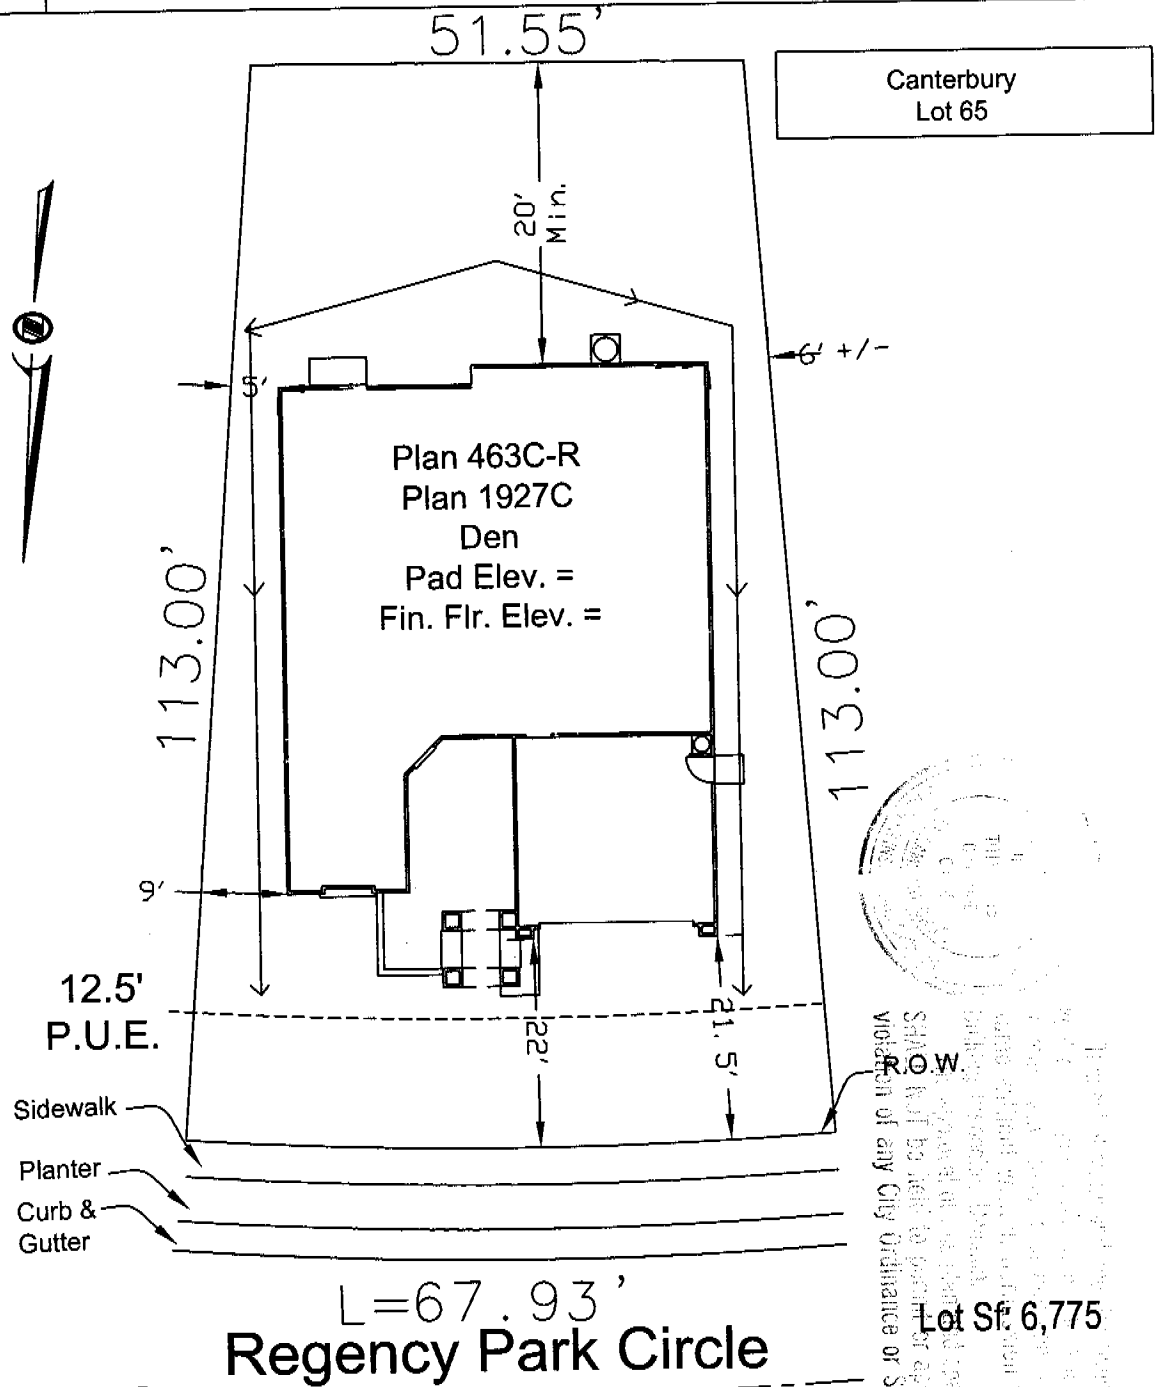 51.55'
Canterbury
Lot 65
20'
Min.
5'
6' +/-
Plan 463C-R
Plan 1927C
Den
Pad Elev. =
Fin. Flr. Elev. =
113.00'
113.00'
9'
12.5'
P.U.E.
22'
21.5'
R.O.W.
Sidewalk
Planter
Curb &
Gutter
violation of any City Ordinance or S
L=67.93'
Lot Sf: 6,775
Regency Park Circle